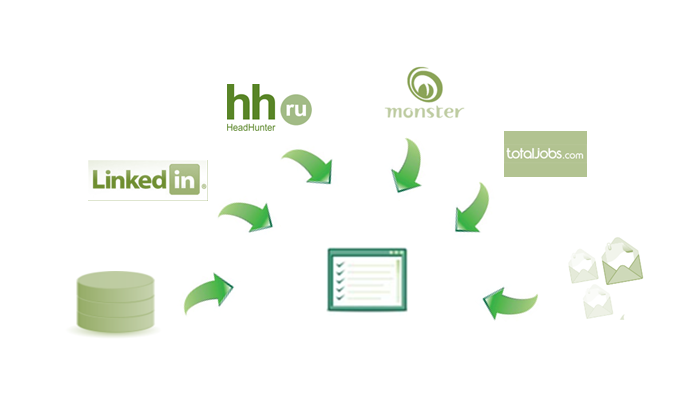 hh ru
HeadHunter
monster
totalJobs.com
Linked in®